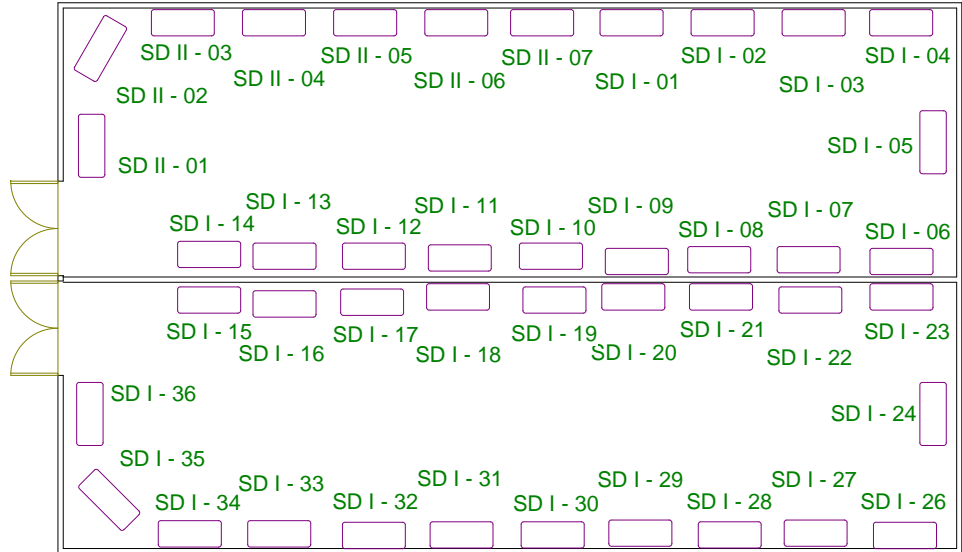 SD II - 03
SD II - 04
SD II - 05
SD II - 06
SD II - 07
SD I - 01
SD I - 02
SD I - 03
SD I - 04
SD II - 02
SD II - 01
SD I - 05
SD I - 14
SD I - 13
SD I - 12
SD I - 11
SD I - 10
SD I - 09
SD I - 08
SD I - 07
SD I - 06
SD I - 15
SD I - 16
SD I - 17
SD I - 18
SD I - 19
SD I - 20
SD I - 21
SD I - 22
SD I - 23
SD I - 36
SD I - 24
SD I - 35
SD I - 34
SD I - 33
SD I - 32
SD I - 31
SD I - 30
SD I - 29
SD I - 28
SD I - 27
SD I - 26